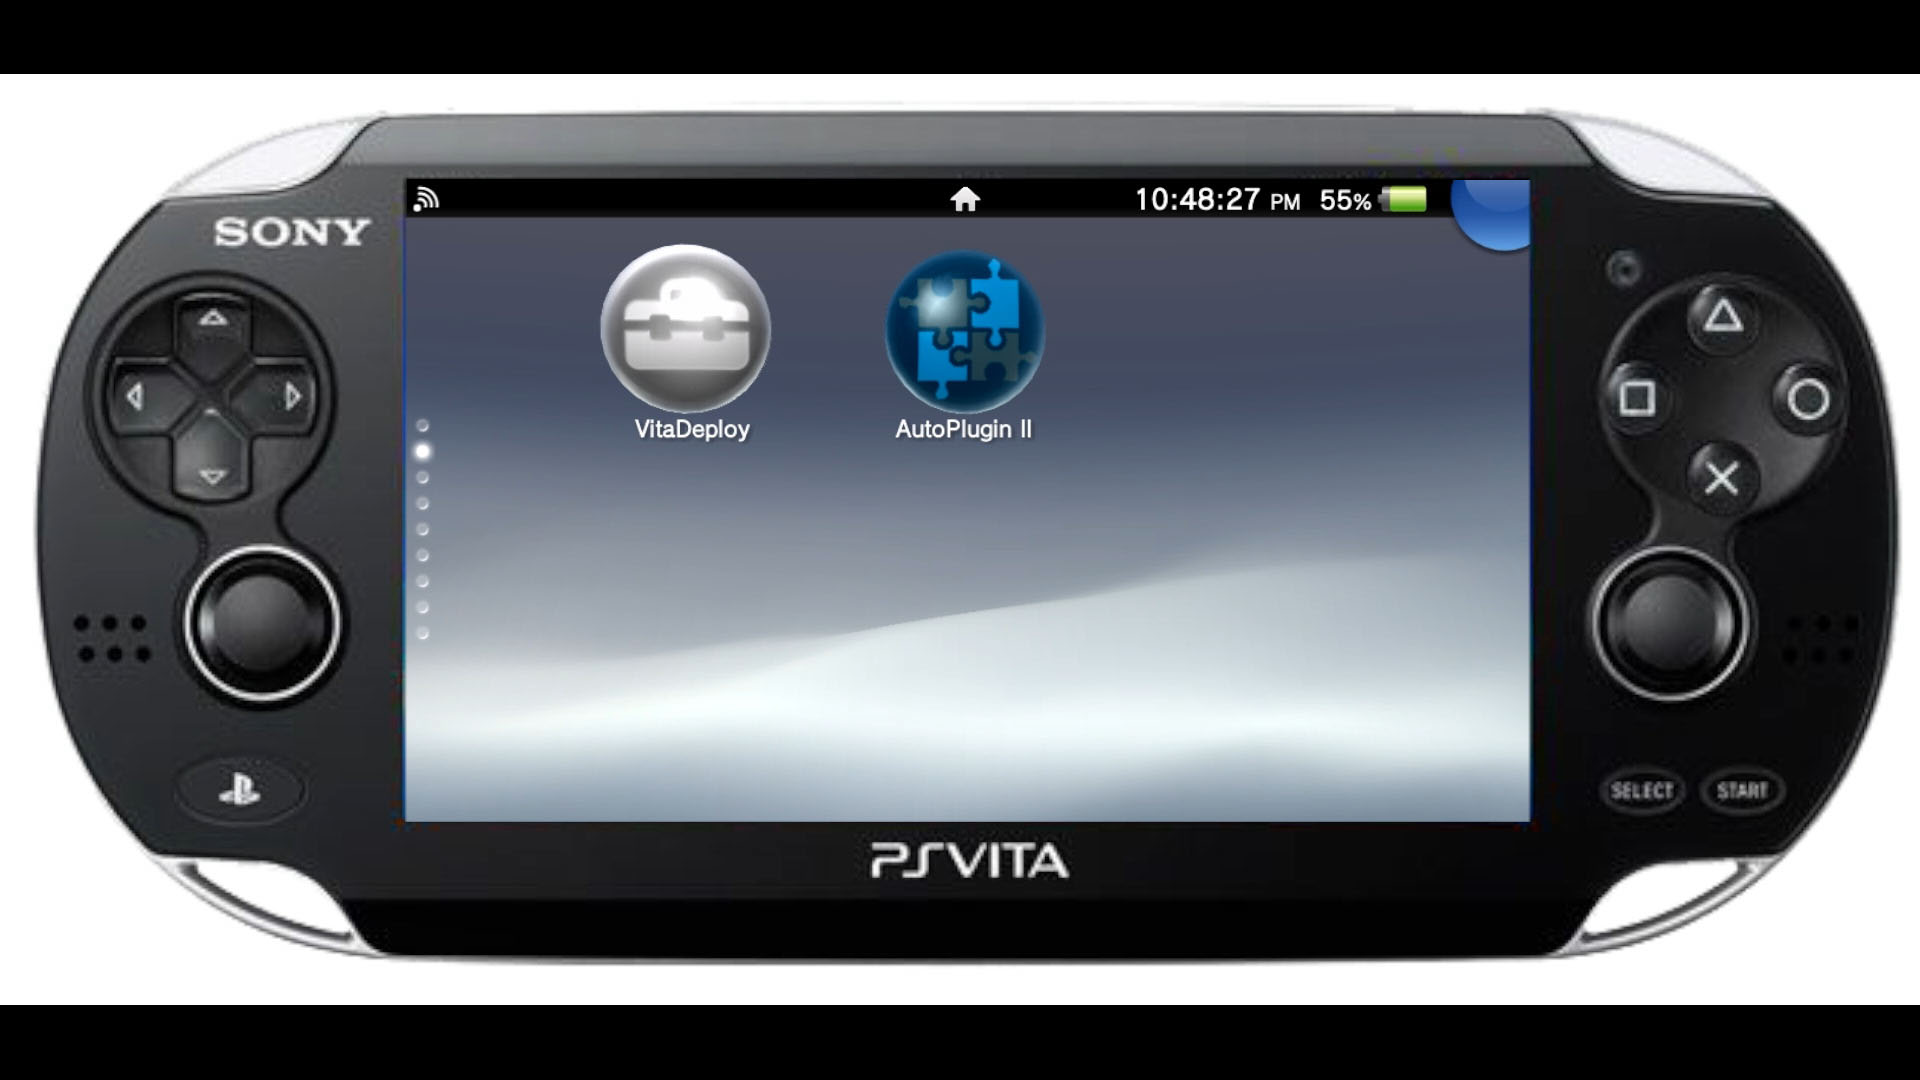 SONY
10:48:27 PM 55%
VitaDeploy
AutoPlugin II
SELECT START
PSVITA